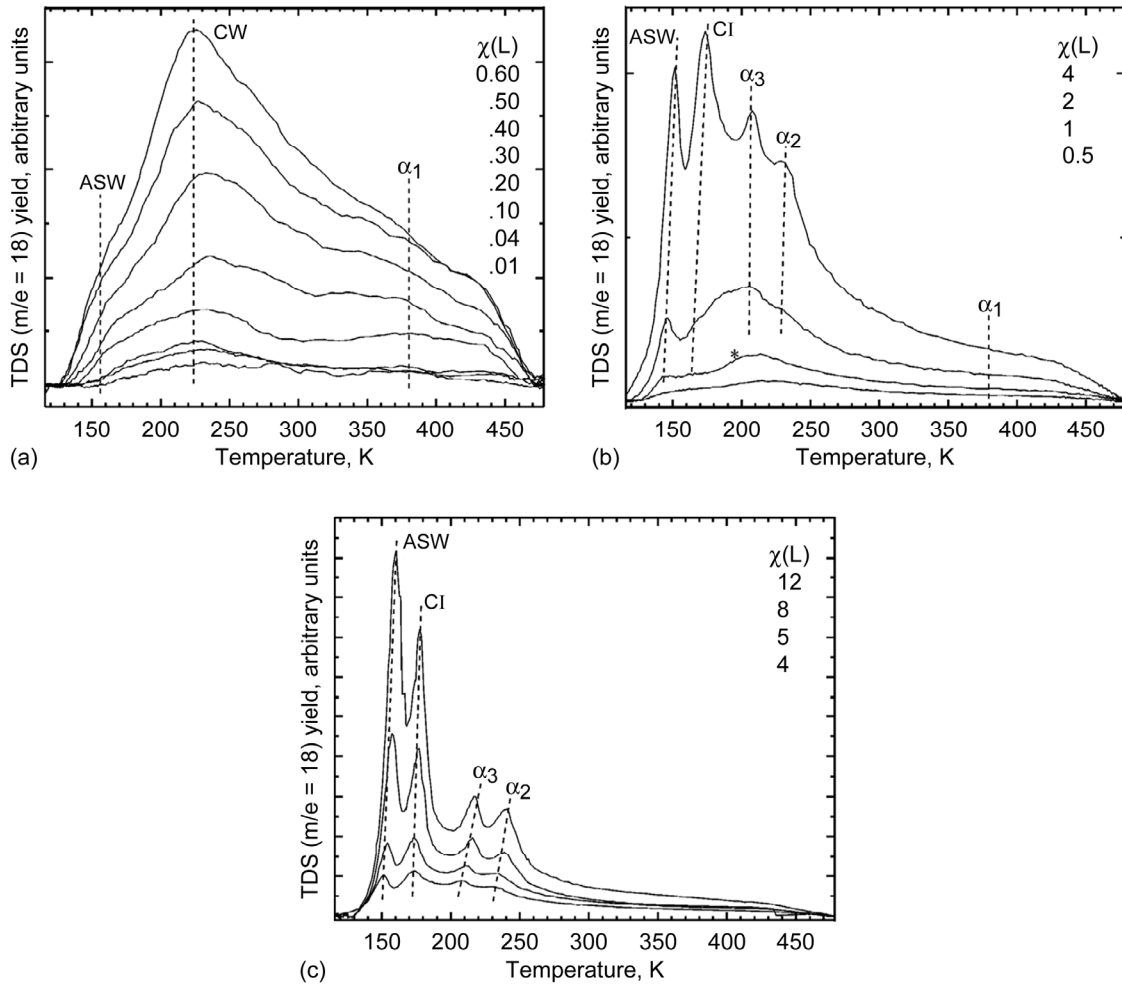 TDS (m/e = 18) yield, arbitrary units
CW
ASW
α1
χ(L)
0.60
.50
.40
.30
.20
.10
.04
.01
150 200 250 300 350 400 450
Temperature, K
(a)
TDS (m/e = 18) yield, arbitrary units
ASW
CI
α3
α2
α1
*
χ(L)
4
2
1
0.5
150 200 250 300 350 400 450
Temperature, K
(b)
TDS (m/e = 18) yield, arbitrary units
ASW
CI
α3
α2
χ(L)
12
8
5
4
150 200 250 300 350 400 450
Temperature, K
(c)